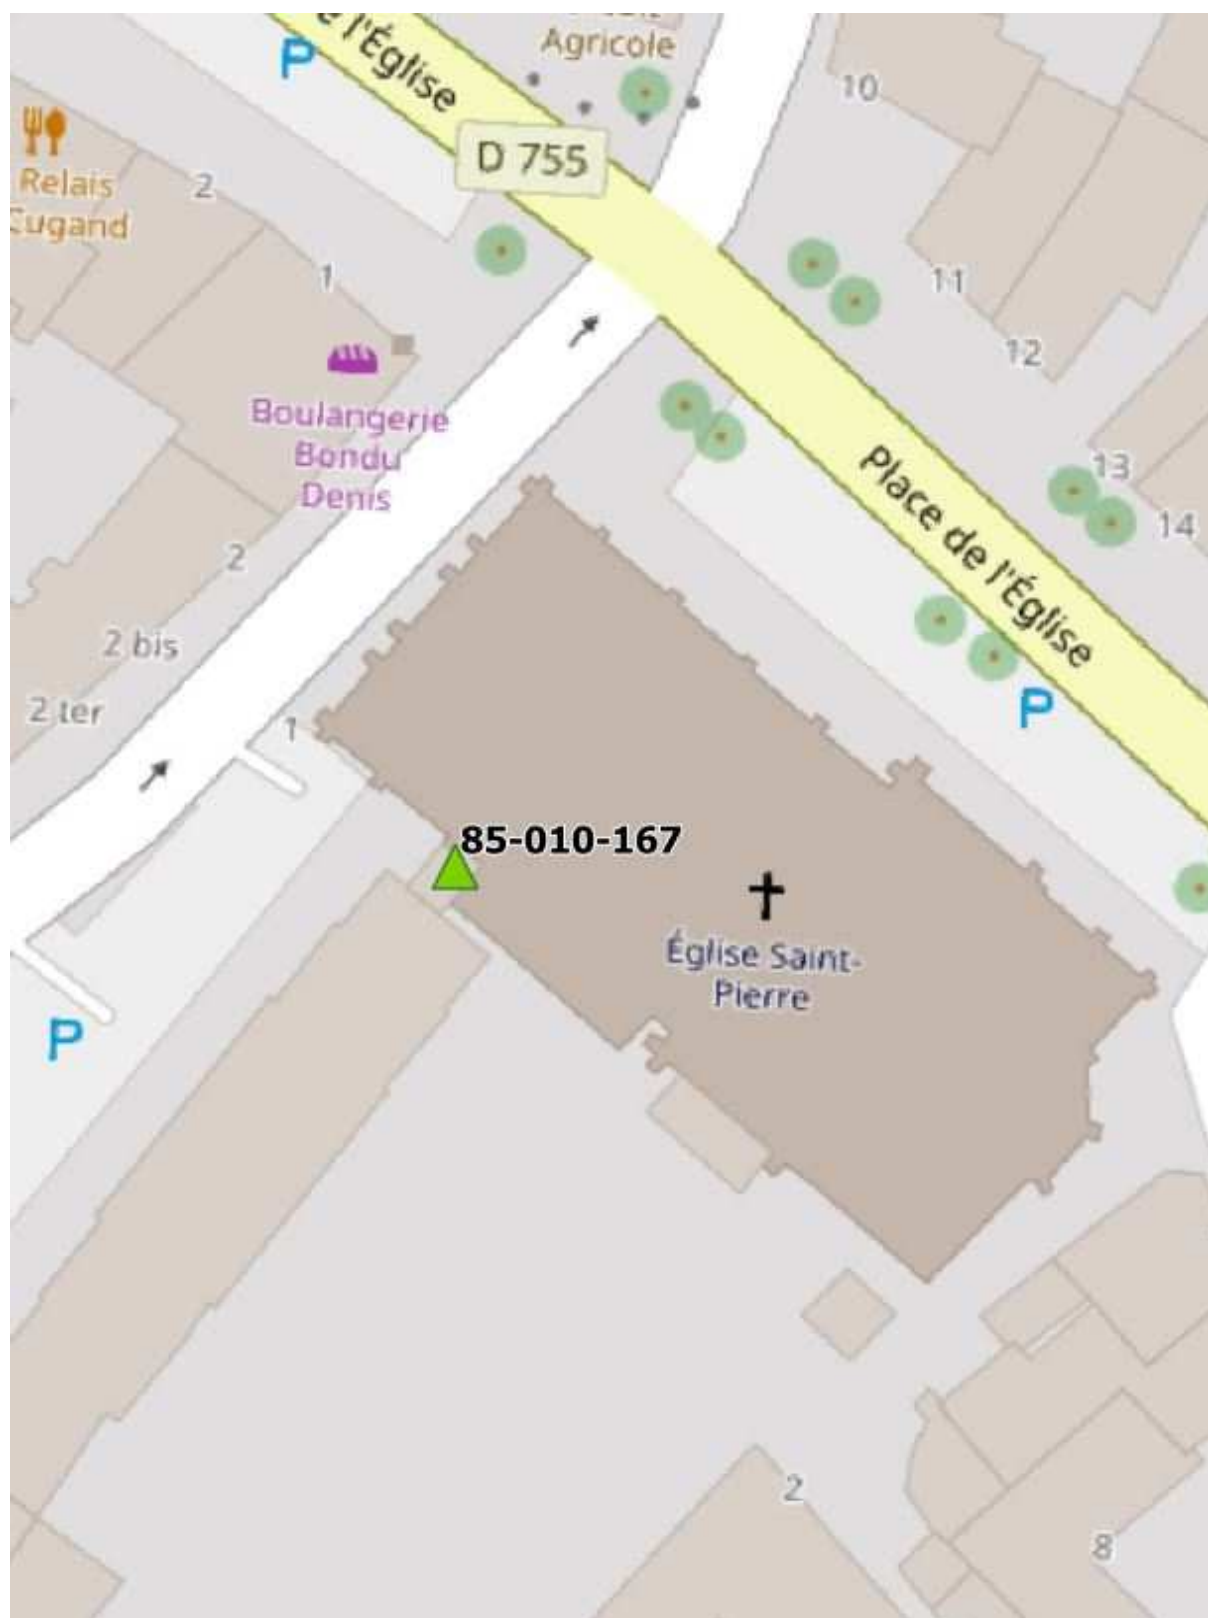 Agricole
P
e l'Église
10
D 755
Relais
Cugand
2
1
11
12
Boulangerie
Bondu
Denis
Place de l'Église
13
14
2
2 bis
2 ter
1
P
85-010-167
Église Saint-
Pierre
P
2
8